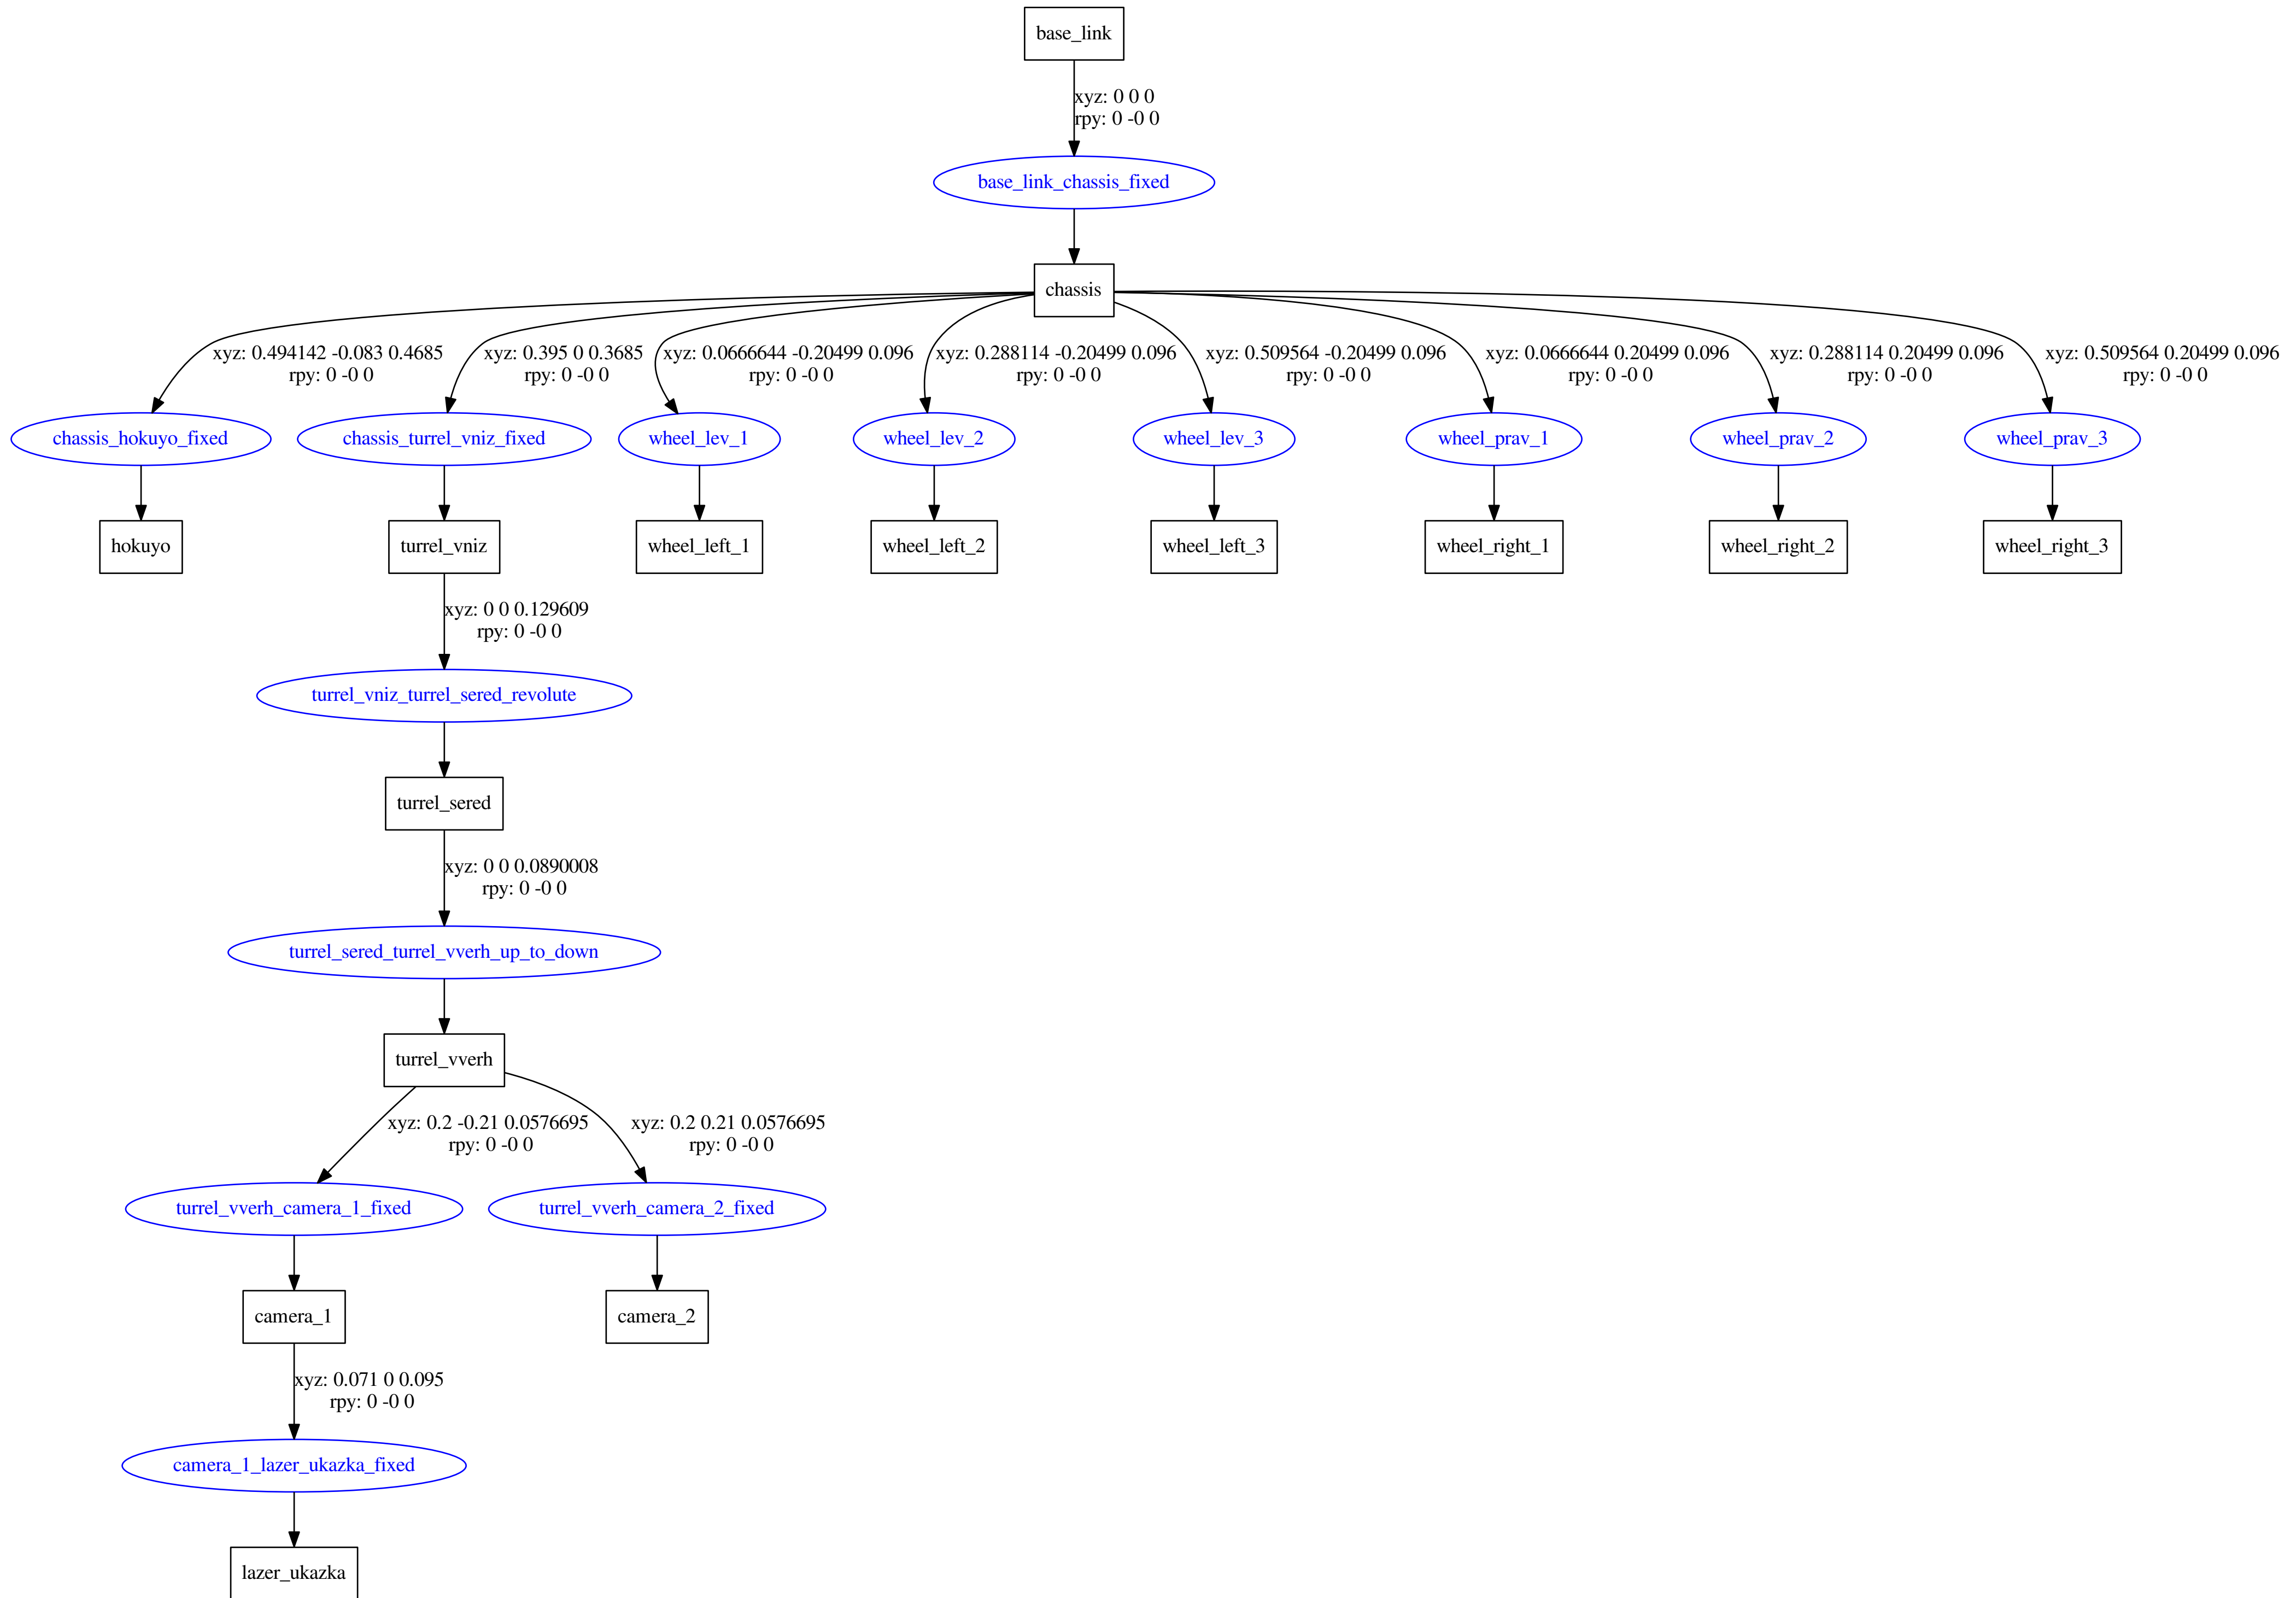 base_link
xyz: 0 0 0
rpy: 0 -0 0
base_link_chassis_fixed
chassis
xyz: 0.494142 -0.083 0.4685
rpy: 0 -0 0
xyz: 0.395 0 0.3685
rpy: 0 -0 0
xyz: 0.0666644 -0.20499 0.096
rpy: 0 -0 0
xyz: 0.288114 -0.20499 0.096
rpy: 0 -0 0
xyz: 0.509564 -0.20499 0.096
rpy: 0 -0 0
xyz: 0.0666644 0.20499 0.096
rpy: 0 -0 0
xyz: 0.288114 0.20499 0.096
rpy: 0 -0 0
xyz: 0.509564 0.20499 0.096
rpy: 0 -0 0
chassis_hokuyo_fixed
chassis_turrel_vniz_fixed
wheel_lev_1
wheel_lev_2
wheel_lev_3
wheel_prav_1
wheel_prav_2
wheel_prav_3
hokuyo
turrel_vniz
wheel_left_1
wheel_left_2
wheel_left_3
wheel_right_1
wheel_right_2
wheel_right_3
xyz: 0 0 0.129609
rpy: 0 -0 0
turrel_vniz_turrel_sered_revolute
turrel_sered
xyz: 0 0 0.0890008
rpy: 0 -0 0
turrel_sered_turrel_vverh_up_to_down
turrel_vverh
xyz: 0.2 -0.21 0.0576695
rpy: 0 -0 0
xyz: 0.2 0.21 0.0576695
rpy: 0 -0 0
turrel_vverh_camera_1_fixed
turrel_vverh_camera_2_fixed
camera_1
camera_2
xyz: 0.071 0 0.095
rpy: 0 -0 0
camera_1_lazer_ukazka_fixed
lazer_ukazka